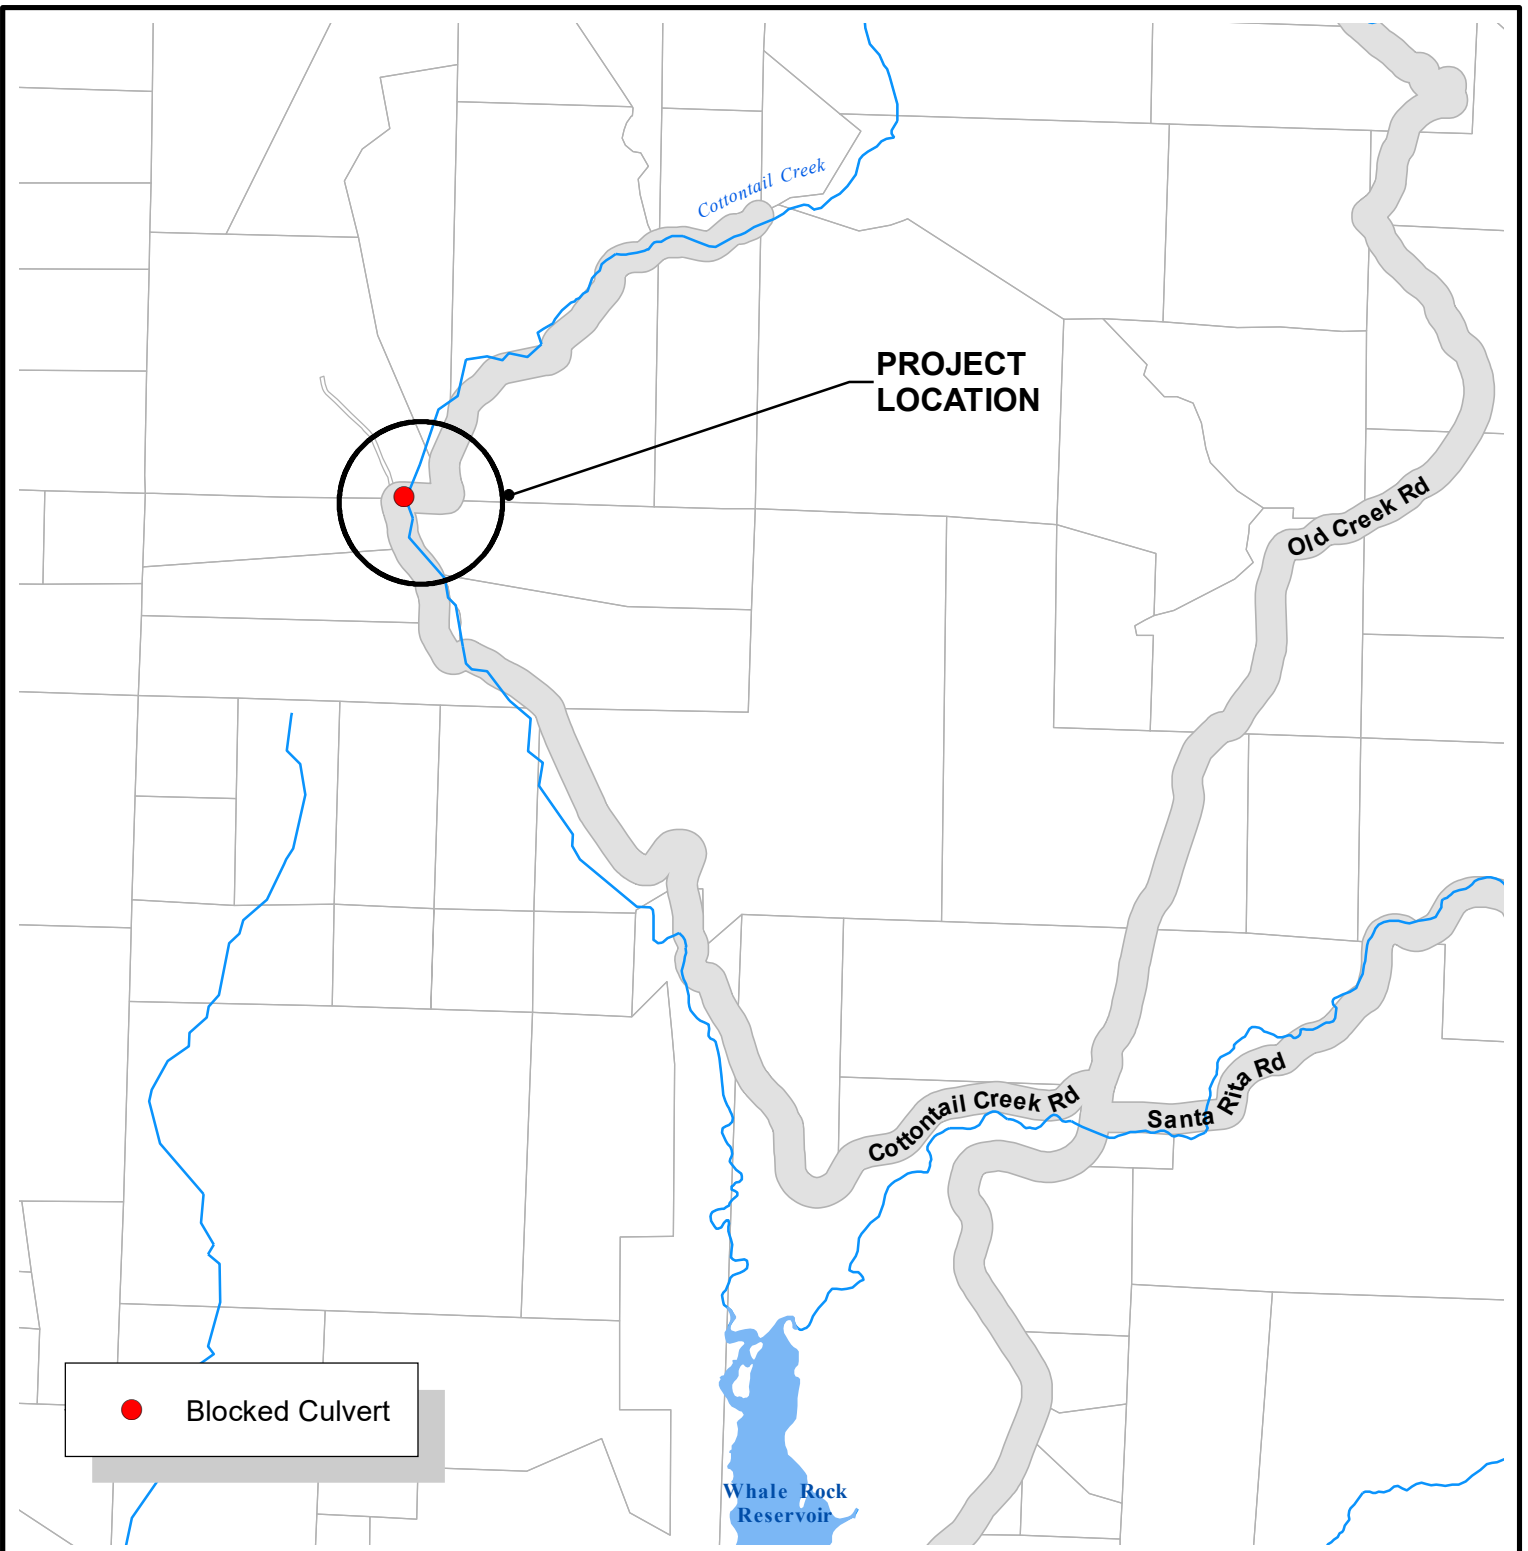 Cottontail Creek
PROJECT
LOCATION
Old Creek Rd
Cottontail Creek Rd
Santa Rita Rd
Blocked Culvert
Whale Rock
Reservoir